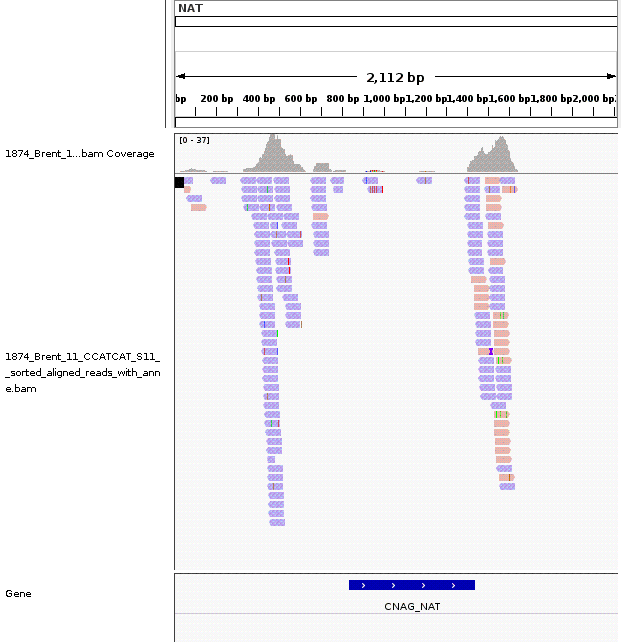 NAT
2,112 bp
bp 200 bp 400 bp 600 bp 800 bp 1,000 bp 1,200 bp 1,400 bp 1,600 bp 1,800 bp 2,000 bp
[0 - 37]
1874_Brent_1...bam Coverage
1874_Brent_11_CCATCAT_S11_
_sorted_aligned_reads_with_ann
e.bam
Gene
CNAG_NAT